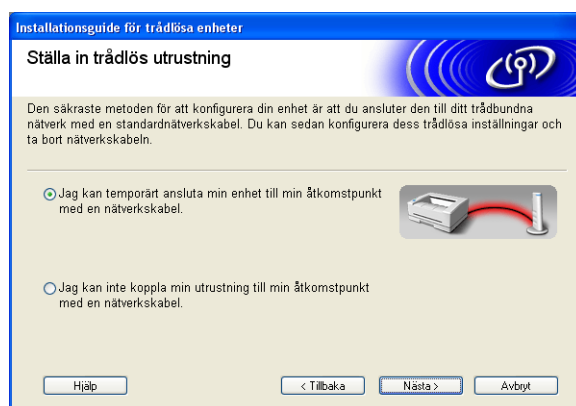 Installationsguide för trådlösa enheter
Ställa in trådlös utrustning
Den säkraste metoden för att konfigurera din enhet är att du ansluter den till ditt trådbundna
nätverk med en standardnätverkskabel. Du kan sedan konfigurera dess trådlösa inställningar och
ta bort nätverkskabeln.
Jag kan temporärt ansluta min enhet till min åtkomstpunkt
med en nätverkskabel.
Jag kan inte koppla min utrustning till min åtkomstpunkt
med en nätverkskabel.
Hjälp
< Tillbaka
Nästa >
Avbryt